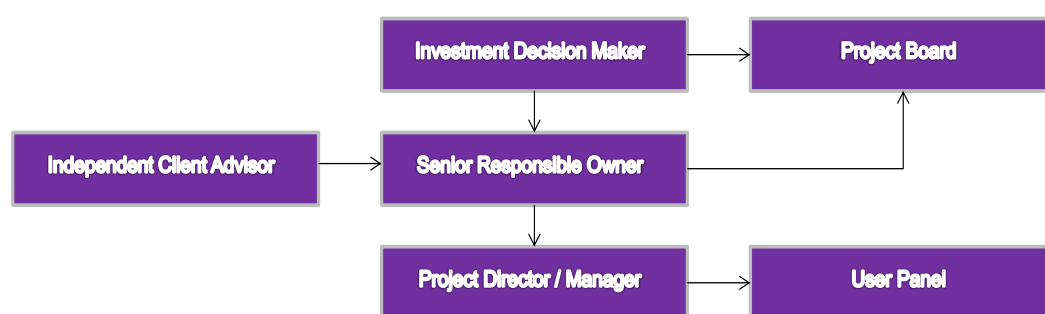 Investment Decision Maker
Project Board
Independent Client Advisor
Senior Responsible Owner
Project Director / Manager
User Panel